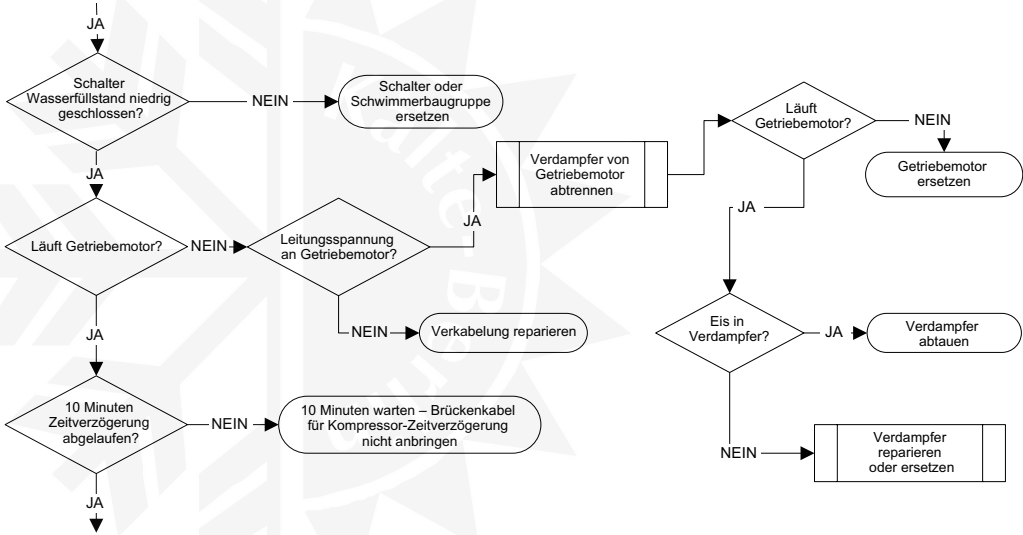 JA
Schalter
Wasserfüllstand niedrig
geschlossen?
NEIN
Schalter oder
Schwimmerbaugruppe
ersetzen
JA
Läuft Getriebemotor?
NEIN
Leitungsspannung
an Getriebemotor?
JA
Verdampfer von
Getriebemotor
abtrennen
Läuft
Getriebemotor?
NEIN
Getriebemotor
ersetzen
JA
NEIN
Verkabelung reparieren
Eis in
Verdampfer?
JA
Verdampfer
abtauen
JA
10 Minuten
Zeitverzögerung
abgelaufen?
NEIN
10 Minuten warten – Brückenkabel
für Kompressor-Zeitverzögerung
nicht anbringen
NEIN
Verdampfer
reparieren
oder ersetzen
JA